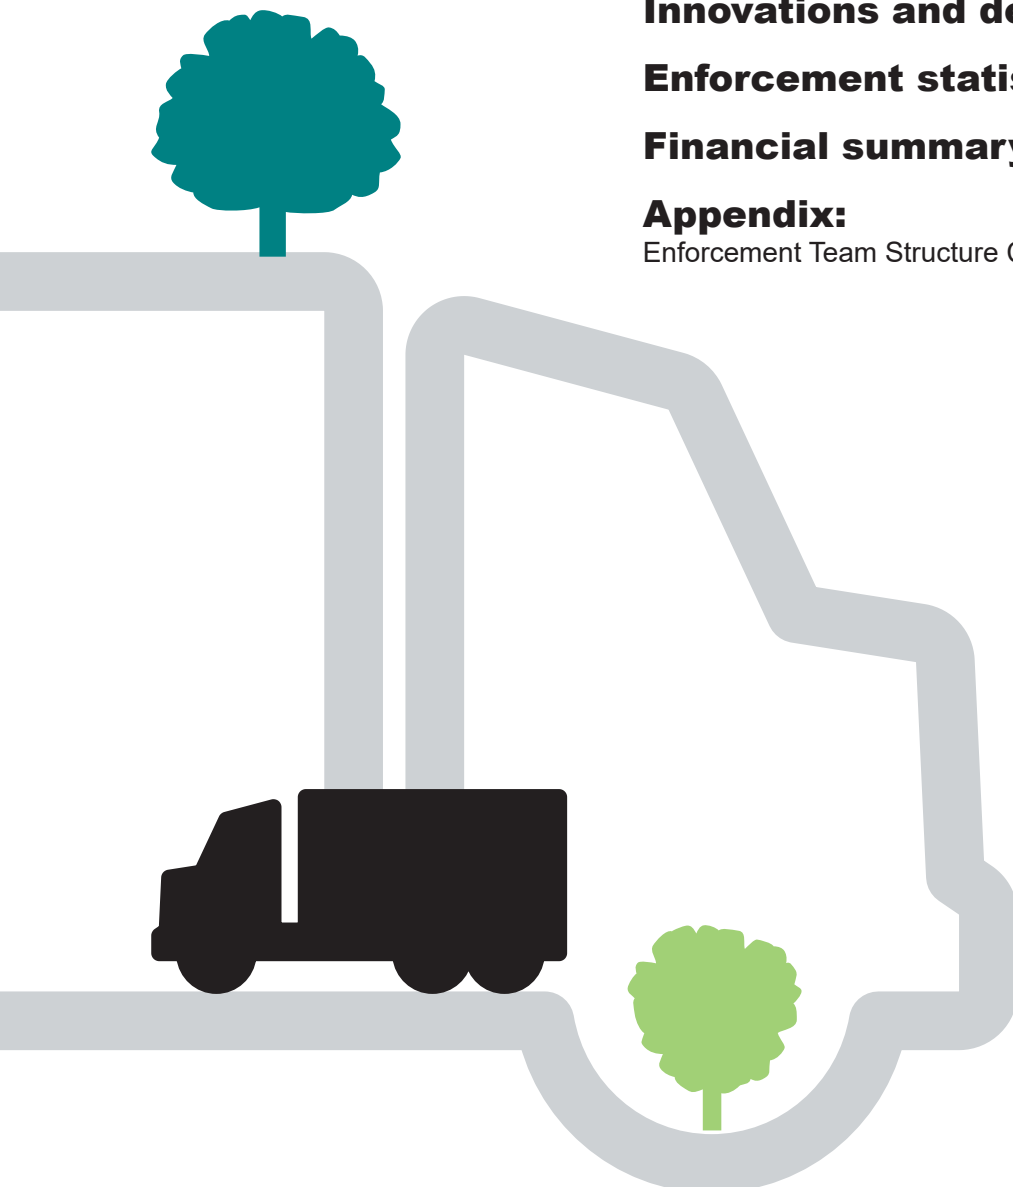 Innovations and
Enforcement
Financial summary
Appendix:
Enforcement Team Structure